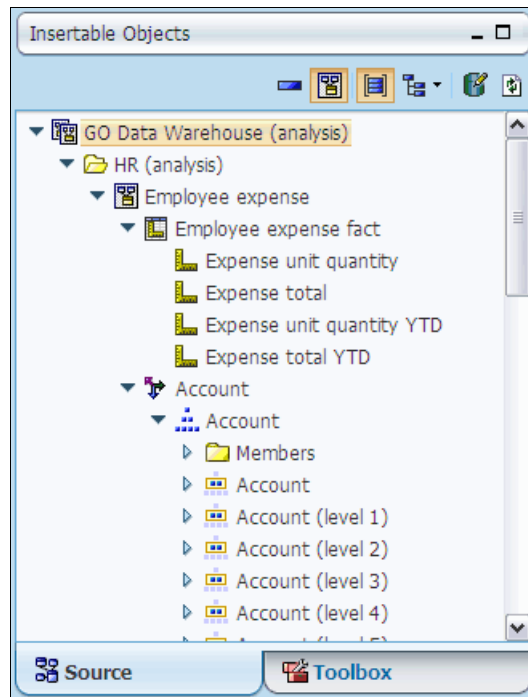 Insertable Objects
GO Data Warehouse (analysis)
HR (analysis)
Employee expense
Employee expense fact
Expense unit quantity
Expense total
Expense unit quantity YTD
Expense total YTD
Account
Account
Members
Account
Account (level 1)
Account (level 2)
Account (level 3)
Account (level 4)
Source
Toolbox